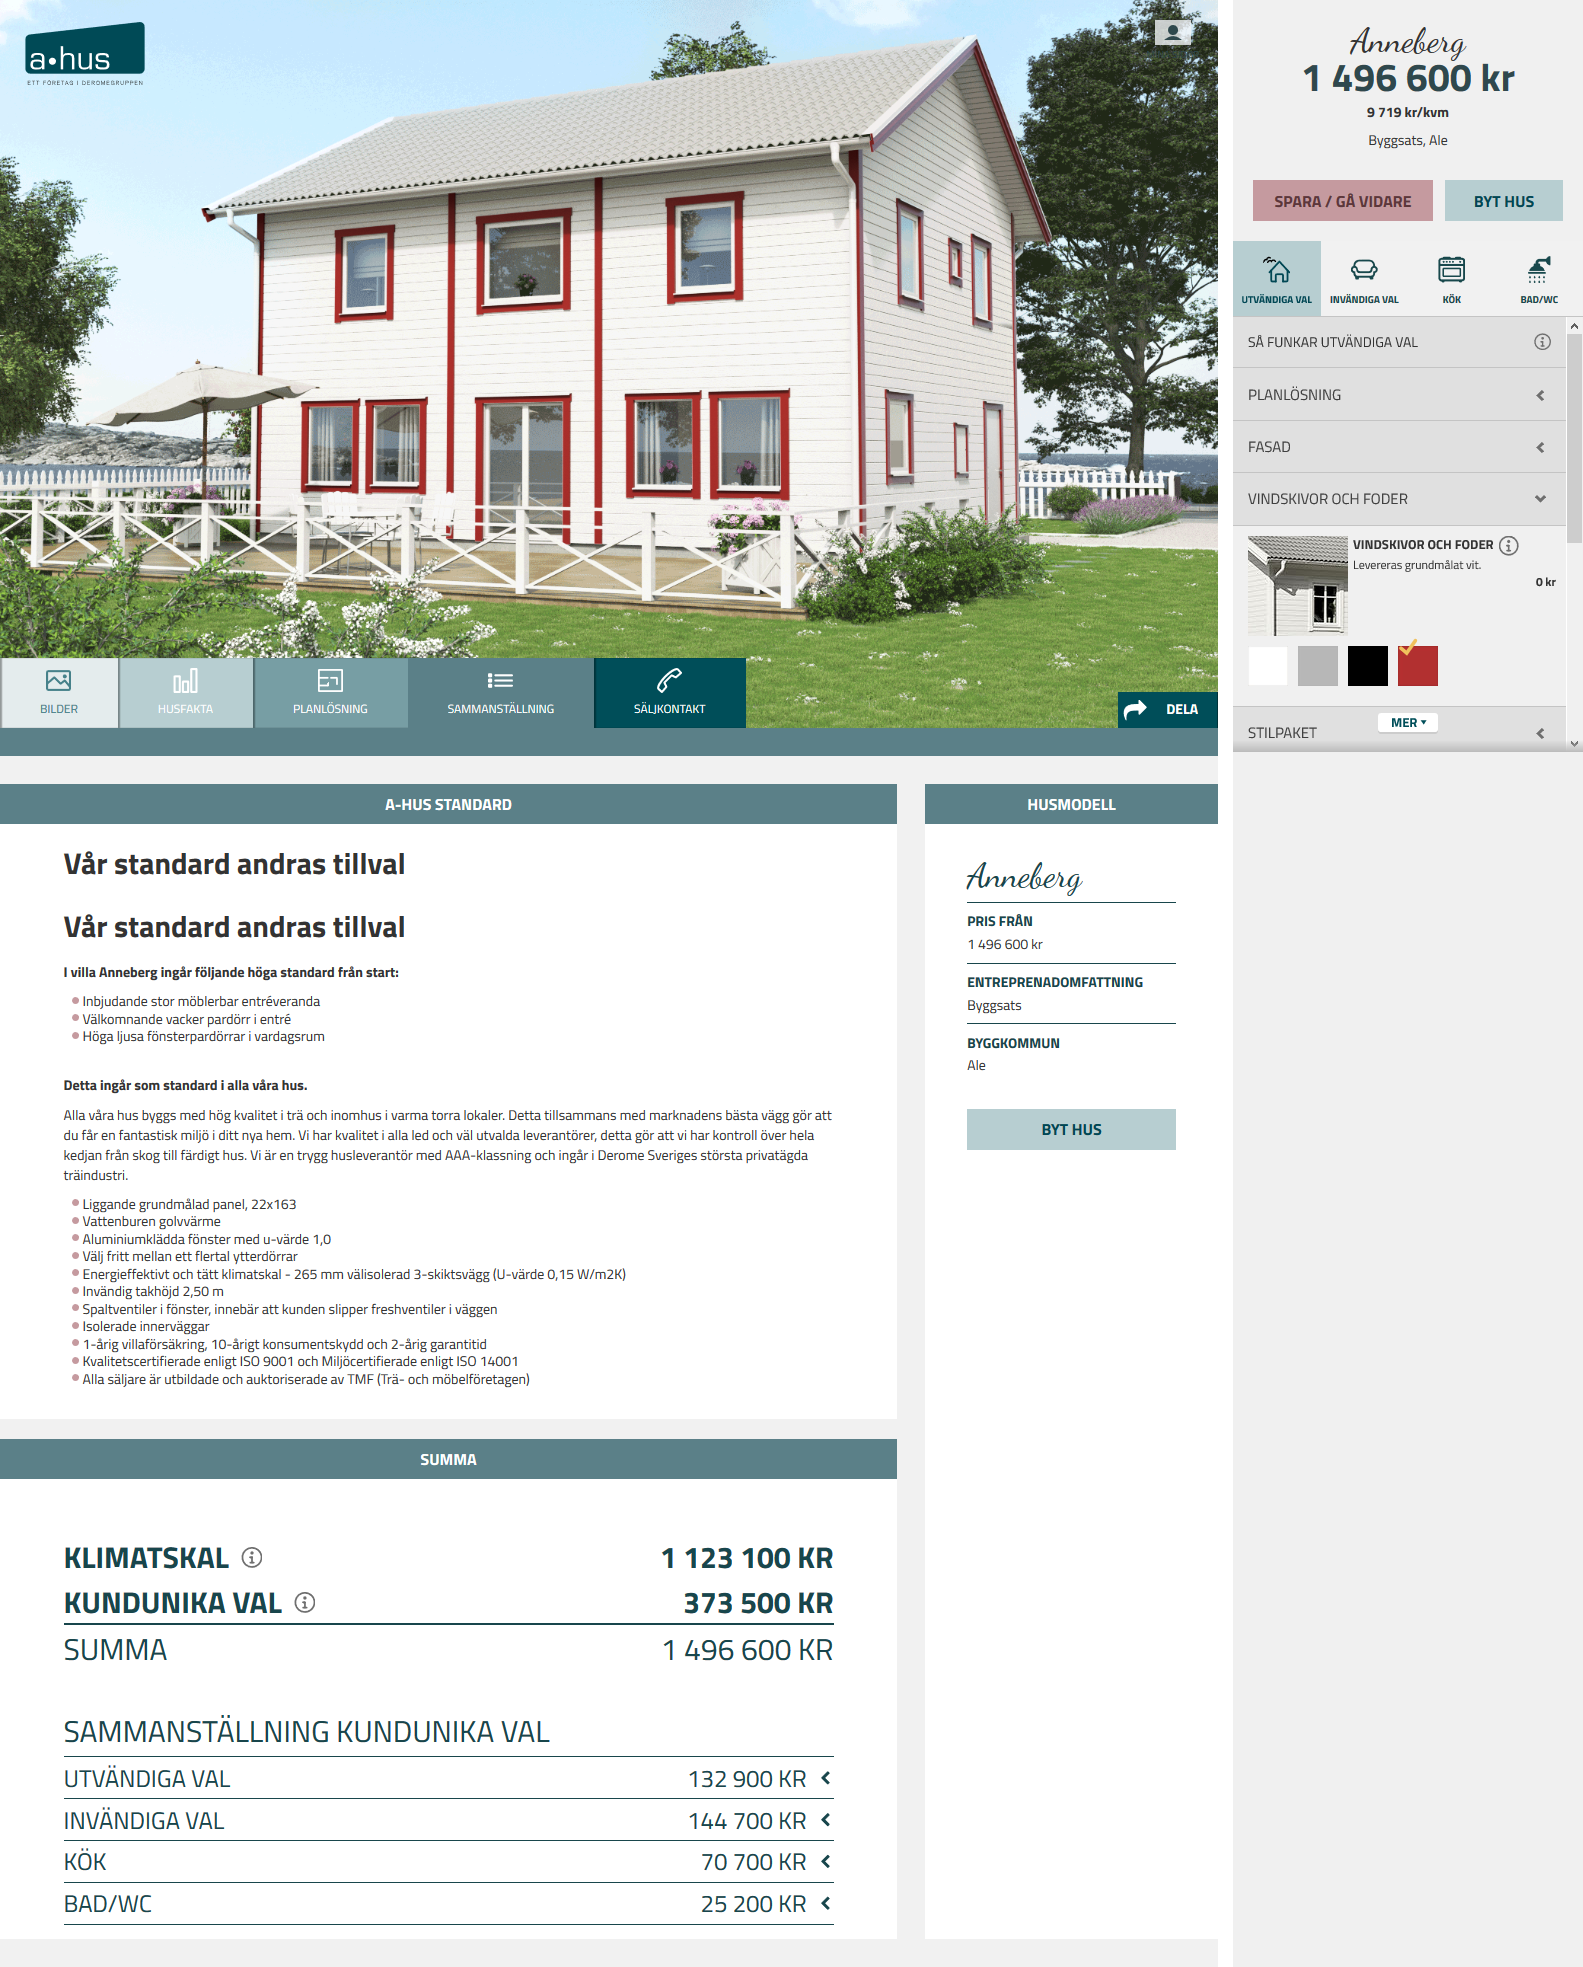 a•hus
ETT FÖRETAG I DEROMEGRUPPEN
BILDER
HUSFAKTA
PLANLÖSNING
SAMMANSTÄLLNING
SÄLJKONTAKT
DELA
Anneberg
1 496 600 kr
9 719 kr/kvm
Byggsats, Ale
SPARA / GÅ VIDARE
BYT HUS
UTVÄNDIGA VAL
INVÄNDIGA VAL
KÖK
BAD/WC
SÅ FUNKAR UTVÄNDIGA VAL
PLANLÖSNING
FASAD
VINDSKIVOR OCH FODER
VINDSKIVOR OCH FODER
Levereras grundmålat vit.
0 kr
STILPAKET
MER
A-HUS STANDARD
Vår standard andras tillval
Vår standard andras tillval
I villa Anneberg ingår följande höga standard från start:
Inbjudande stor möblerbar entréveranda
Välkomnande vacker pardörr i entré
Höga ljusa fönsterpardörrar i vardagsrum
Detta ingår som standard i alla våra hus.
Alla våra hus byggs med hög kvalitet i trä och inomhus i varma torra lokaler. Detta tillsammans med marknadens bästa vägg gör att
du får en fantastisk miljö i ditt nya hem. Vi har kvalitet i alla led och väl utvalda leverantörer, detta gör att vi har kontroll över hela
kedjan från skog till färdigt hus. Vi är en trygg husleverantör med AAA-klassning och ingår i Derome Sveriges största privatägda
träindustri.
Liggande grundmålad panel, 22x163
Vattenburen golvvärme
Aluminiumklädda fönster med u-värde 1,0
Välj fritt mellan ett flertal ytterdörrar
Energieffektivt och tätt klimatskal - 265 mm välisolerad 3-skiktsvägg (U-värde 0,15 W/m2K)
Invändig takhöjd 2,50 m
Spaltventiler i fönster, innebär att kunden slipper freshventiler i väggen
Isolerade innerväggar
1-årig villaförsäkring, 10-årigt konsumentskydd och 2-årig garantitid
Kvalitetscertifierade enligt ISO 9001 och Miljöcertifierade enligt ISO 14001
Alla säljare är utbildade och auktoriserade av TMF (Trä- och möbelföretagen)
HUSMODELL
Anneberg
PRIS FRÅN
1 496 600 kr
ENTREPRENADOMFATTNING
Byggsats
BYGGKOMMUN
Ale
BYT HUS
SUMMA
KLIMATSKAL 1 123 100 KR
KUNDUNIKA VAL 373 500 KR
SUMMA 1 496 600 KR
SAMMANSTÄLLNING KUNDUNIKA VAL
UTVÄNDIGA VAL 132 900 KR
INVÄNDIGA VAL 144 700 KR
KÖK 70 700 KR
BAD/WC 25 200 KR